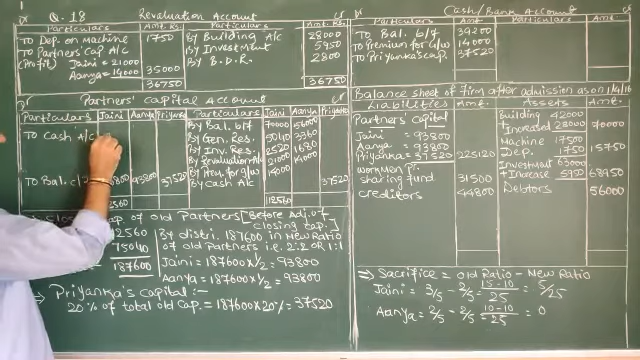 Q. 18 Revaluation Account
Particulars Amt. Rs. Particulars Amt. Rs.
To Dep. on Machine 1750 By Building A/c 28000
To Partners' Cap A/c By Investment 5950
(Profit) Jaini = 21000 By B. D. R. 2800
Aanya = 14000 35000
36750 36750
Partners' Capital Account
Particulars Jaini Aanya Priyanka Particulars Jaini Aanya Priyanka
To Cash A/c By Bal. b/f 70000 56000
By Gen. Res. 5040 3360
By Inv. Res. 2520 1680
By Revaluation A/c 21000 14000
By Prem. for G/w 14000
To Bal. c/f 93800 37520 By Cash A/c 37520
112560
cap of old Partners [Before Adj. of closing cap.]
12560 By distri. 187600 in New Ratio
75040 of old Partners i.e. 2:2 or 1:1
187600 Jaini = 187600 x 1/2 = 93800
Aanya = 187600 x 1/2 = 93800
Priyanka's Capital :-
20% of total old Cap. = 187600 x 20% = 37520
Cash/Bank Account
Particulars Amt Particulars Amt.
To Bal. b/f 39200
To Premium for G/w 14000
To Priyanka's cap. 37520
Balance sheet of firm after admission as on 1/4/16
Liabilities Amt. Assets Amt.
Partners' Capital Building 42000
Jaini = 93800 + Increased 28000 70000
Aanya = 93800 Machine 17500
Priyanka = 37520 225120 1750 15750
workmen Pr. Investment 63000
sharing fund 31500 + Increase 5950 68950
creditors 44800 Debtors 56000
⇒ Sacrifice = Old Ratio - New Ratio
Jaini = 3/5 - 2/5 = 15-10/25 = 5/25
Aanya = 2/5 - 2/5 = 10-10/25 = 0